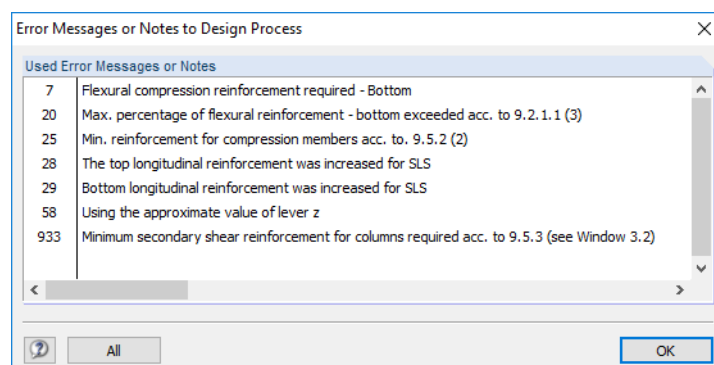 Error Messages or Notes to Design Process
Used Error Messages or Notes
7 Flexural compression reinforcement required - Bottom
20 Max. percentage of flexural reinforcement - bottom exceeded acc. to 9.2.1.1 (3)
25 Min. reinforcement for compression members acc. to. 9.5.2 (2)
28 The top longitudinal reinforcement was increased for SLS
29 Bottom longitudinal reinforcement was increased for SLS
58 Using the approximate value of lever z
933 Minimum secondary shear reinforcement for columns required acc. to 9.5.3 (see Window 3.2)
All OK